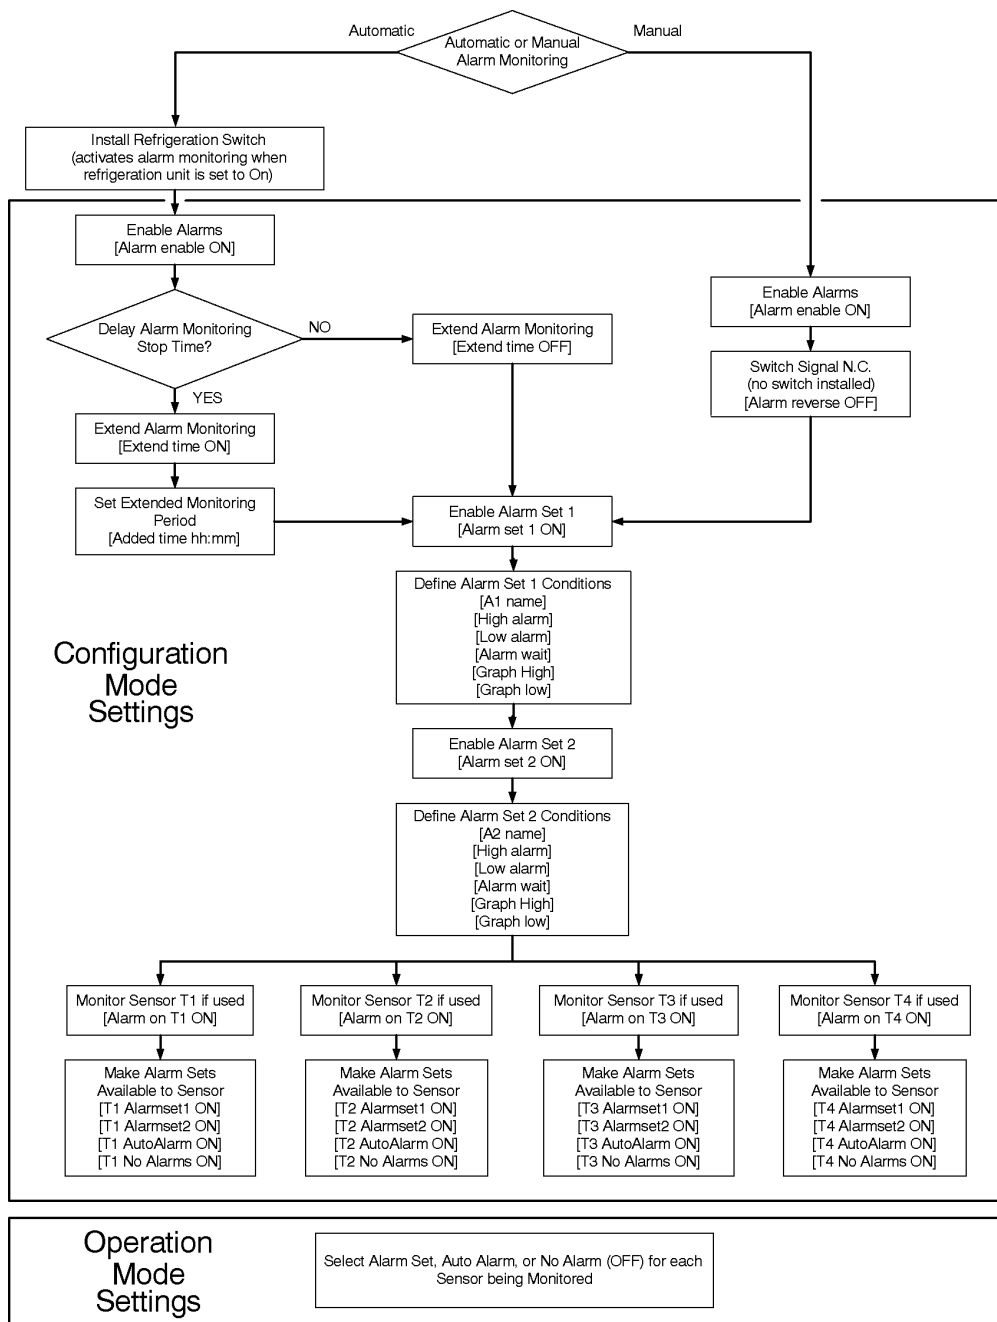 Automatic
Automatic or Manual
Alarm Monitoring
Manual
Install Refrigeration Switch
(activates alarm monitoring when
refrigeration unit is set to On)
Enable Alarms
[Alarm enable ON]
Delay Alarm Monitoring
Stop Time?
NO
Extend Alarm Monitoring
[Extend time OFF]
Enable Alarms
[Alarm enable ON]
Switch Signal N.C.
(no switch installed)
[Alarm reverse OFF]
YES
Extend Alarm Monitoring
[Extend time ON]
Set Extended Monitoring
Period
[Added time hh:mm]
Enable Alarm Set 1
[Alarm set 1 ON]
Define Alarm Set 1 Conditions
[A1 name]
[High alarm]
[Low alarm]
[Alarm wait]
[Graph High]
[Graph low]
Configuration
Mode
Settings
Enable Alarm Set 2
[Alarm set 2 ON]
Define Alarm Set 2 Conditions
[A2 name]
[High alarm]
[Low alarm]
[Alarm wait]
[Graph High]
[Graph low]
Monitor Sensor T1 if used
[Alarm on T1 ON]
Monitor Sensor T2 if used
[Alarm on T2 ON]
Monitor Sensor T3 if used
[Alarm on T3 ON]
Monitor Sensor T4 if used
[Alarm on T4 ON]
Make Alarm Sets
Available to Sensor
[T1 Alarmset1 ON]
[T1 Alarmset2 ON]
[T1 AutoAlarm ON]
[T1 No Alarms ON]
Make Alarm Sets
Available to Sensor
[T2 Alarmset1 ON]
[T2 Alarmset2 ON]
[T2 AutoAlarm ON]
[T2 No Alarms ON]
Make Alarm Sets
Available to Sensor
[T3 Alarmset1 ON]
[T3 Alarmset2 ON]
[T3 AutoAlarm ON]
[T3 No Alarms ON]
Make Alarm Sets
Available to Sensor
[T4 Alarmset1 ON]
[T4 Alarmset2 ON]
[T4 AutoAlarm ON]
[T4 No Alarms ON]
Operation
Mode
Settings
Select Alarm Set, Auto Alarm, or No Alarm (OFF) for each
Sensor being Monitored